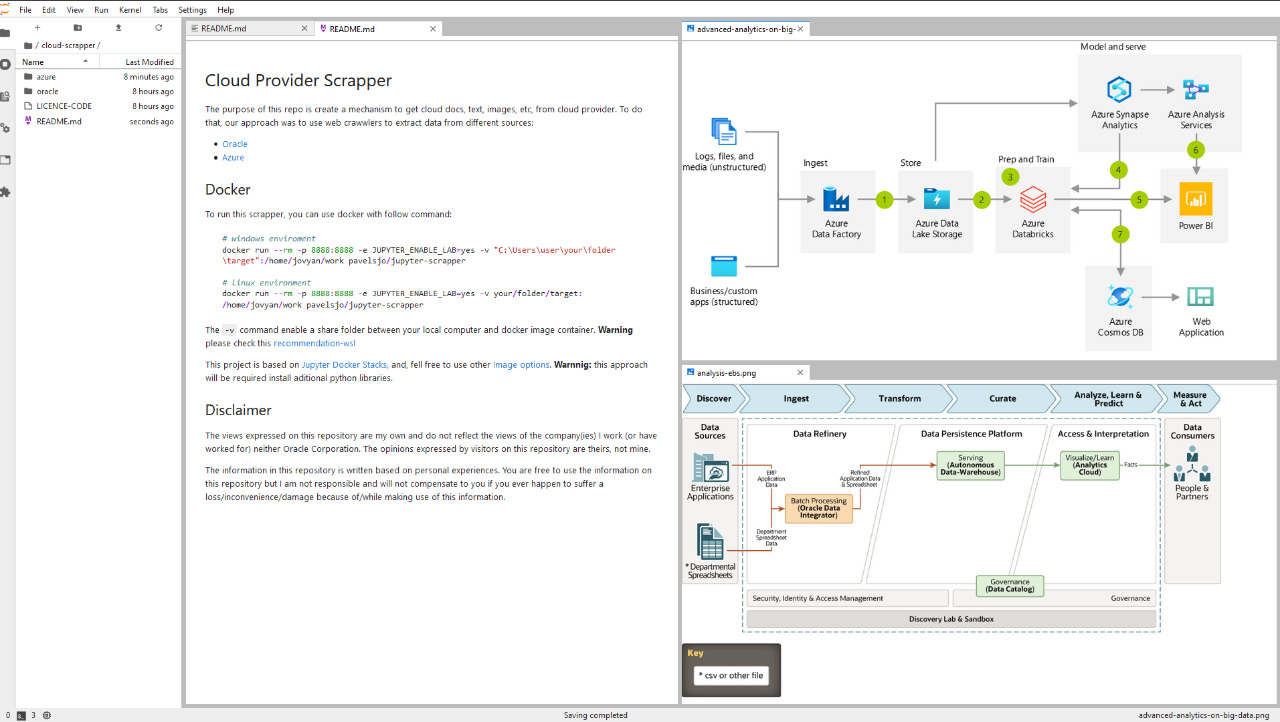 File Edit View Run Kernel Tabs Settings Help
/ cloud-scrapper /
Name Last Modified
azure 8 minutes ago
oracle 8 hours ago
LICENCE-CODE 8 hours ago
README.md seconds ago
README.md
README.md
Cloud Provider Scrapper
The purpose of this repo is create a mechanism to get cloud docs, text, images, etc, from cloud provider. To do
that, our approach was to use web crawwlers to extract data from different sources:
Oracle
Azure
Docker
To run this scrapper, you can use docker with follow command:
# windows enviroment
docker run --rm -p 8888:8888 -e JUPYTER_ENABLE_LAB=yes -v "C:\Users\user\your\folder
\target":/home/jovyan/work pavelsjo/jupyter-scrapper
# linux environment
docker run --rm -p 8888:8888 -e JUPYTER_ENABLE_LAB=yes -v your/folder/target:
/home/jovyan/work pavelsjo/jupyter-scrapper
The -v command enable a share folder between your local computer and docker image container. Warning
please check this recommendation-wsl
This project is based on Jupyter Docker Stacks, and, fell free to use other Image options. Warnnig: this approach
will be required install aditional python libraries.
Disclaimer
The views expressed on this repository are my own and do not reflect the views of the company(ies) I work (or have
worked for) neither Oracle Corporation. The opinions expressed by visitors on this repository are theirs, not mine.
The information in this repository is written based on personal experiences. You are free to use the information on
this repository, but I'm not responsible and will not compensate to you if you ever happen to suffer a
loss/inconvenience/damage because of/while making use of this information.
advanced-analytics-on-big-
Model and serve
Azure Synapse
Analytics
Azure Analysis
Services
Logs, files, and
media (unstructured)
Ingest
Store
Prep and Train
3
4
6
1
2
5
Azure
Data Factory
Azure Data
Lake Storage
Azure
Databricks
Power BI
7
Business/custom
apps (structured)
Azure
Cosmos DB
Web
Application
analysis-ebs.png
Discover Ingest Transform Curate Analyze, Learn &
Predict
Measure
& Act
Data
Sources
Data Refinery
Data Persistence Platform
Access & Interpretation
Data
Consumers
Enterprise
Applications
ERP
Application
Data
Refined
Application Data
& Spreadsheet
Serving
(Autonomous
Data-Warehouse)
Visualize/Learn
(Analytics
Cloud)
Facts
People &
Partners
Batch Processing
(Oracle Data
Integrator)
Department
Spreadsheet
Data
* Departmental
Spreadsheets
Governance
(Data Catalog)
Security, Identity & Access Management
Governance
Discovery Lab & Sandbox
Key
* csv or other file
0 3
Saving completed
advanced-analytics-on-big-data.png